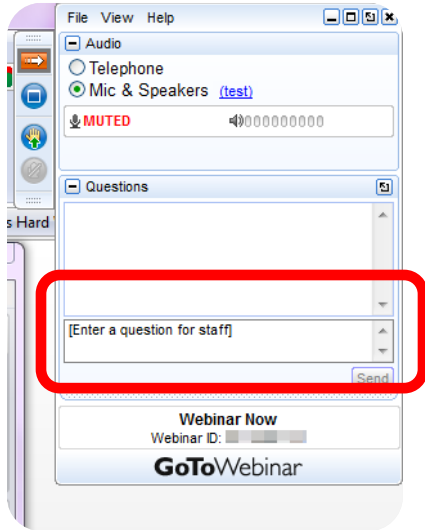 File View Help
Audio
Telephone
Mic & Speakers (test)
MUTED 000000000
Questions
s Hard
[Enter a question for staff]
Send
Webinar Now
Webinar ID:
GoToWebinar